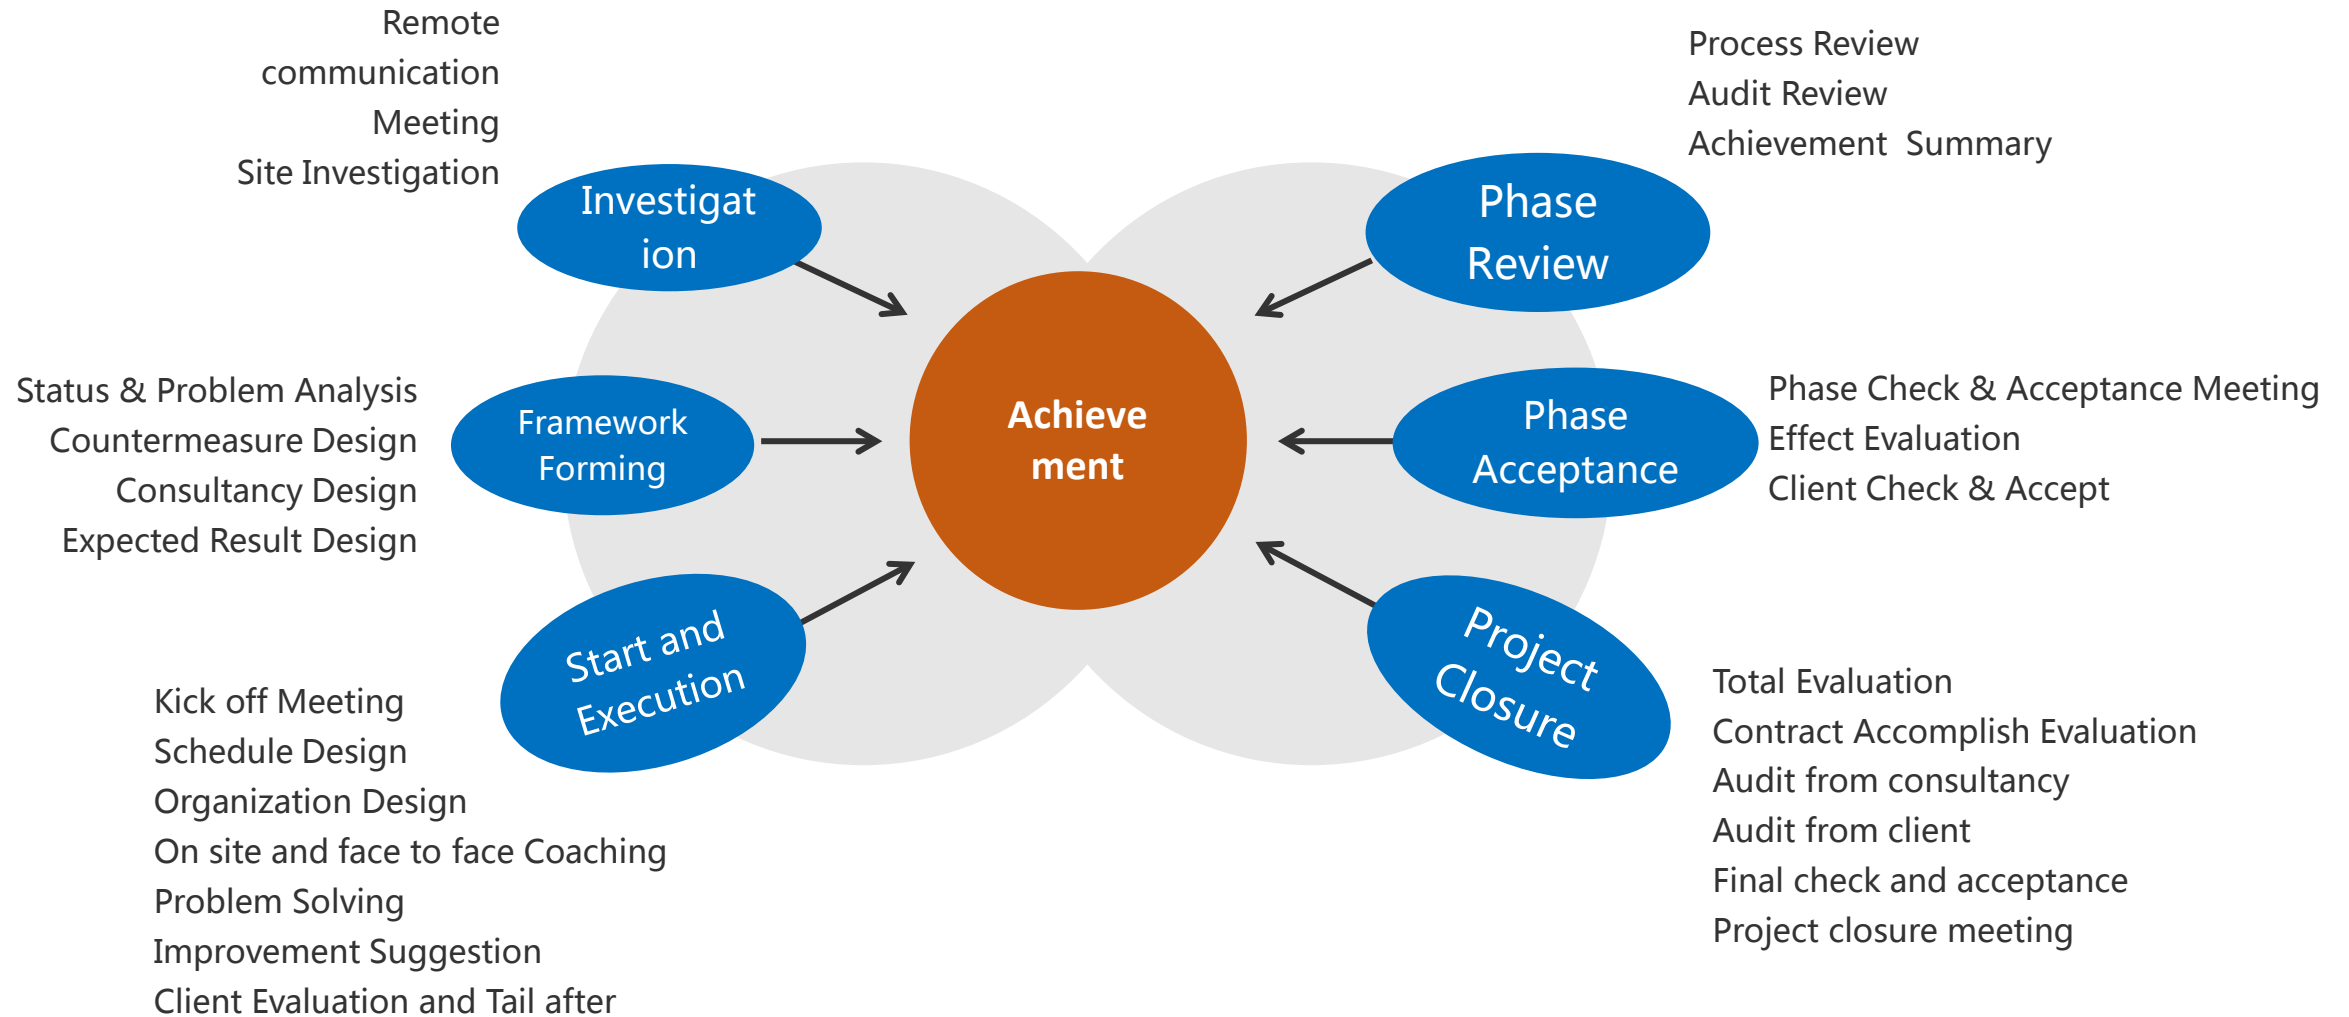 Remote
communication
Meeting
Site Investigation
Investigat
ion
Status & Problem Analysis
Countermeasure Design
Consultancy Design
Expected Result Design
Framework
Forming
Start and
Execution
Kick off Meeting
Schedule Design
Organization Design
On site and face to face Coaching
Problem Solving
Improvement Suggestion
Client Evaluation and Tail after
Achieve
ment
Process Review
Audit Review
Achievement  Summary
Phase
Review
Phase
Acceptance
Phase Check & Acceptance Meeting
Effect Evaluation
Client Check & Accept
Project
Closure
Total Evaluation
Contract Accomplish Evaluation
Audit from consultancy
Audit from client
Final check and acceptance
Project closure meeting